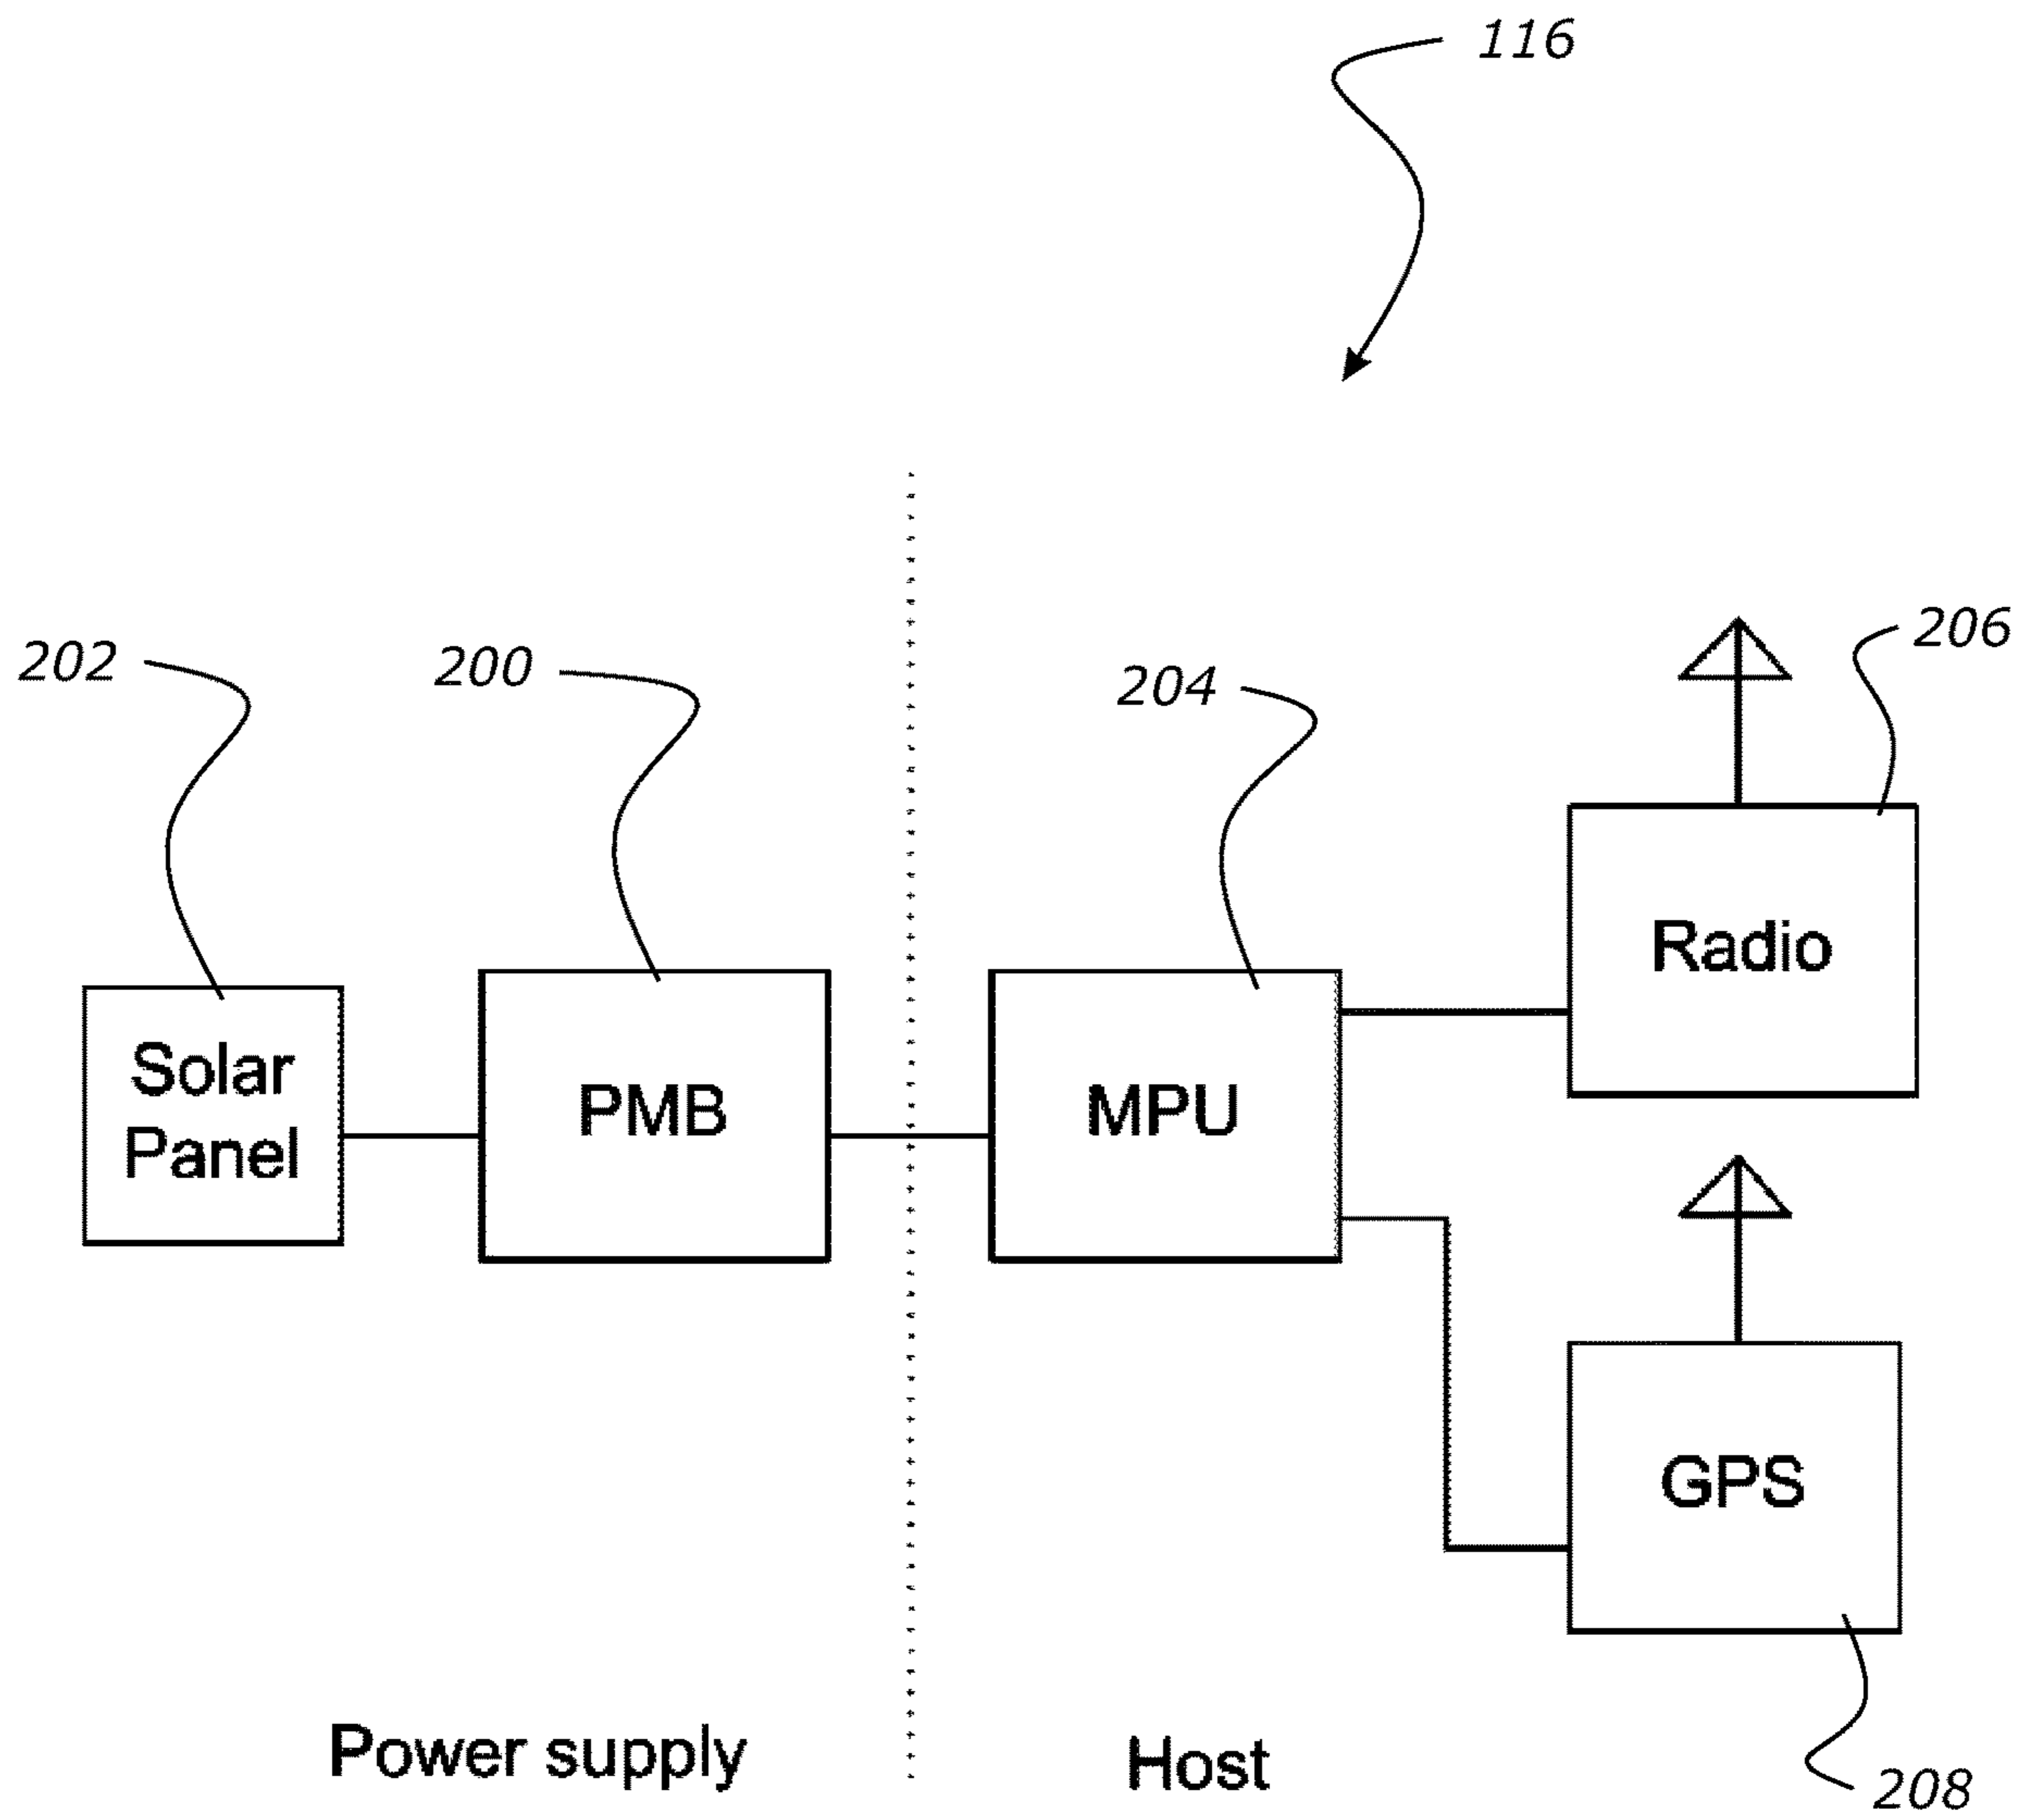 116
206
202
200
204
Radio
Solar
Panel
PMB
MPU
GPS
Power supply
Host
208